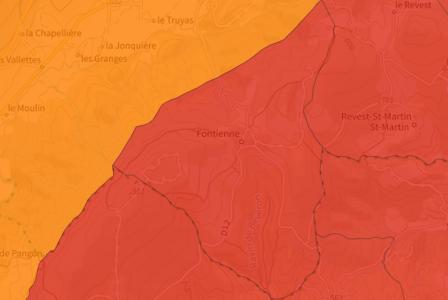 le Revest
le Truyas
la Chapellière
la Jonquière
s Vallettes
les Granges
le Moulin
Revest-St-Martin
St-Martin
Fontienne
D12
de Pangon